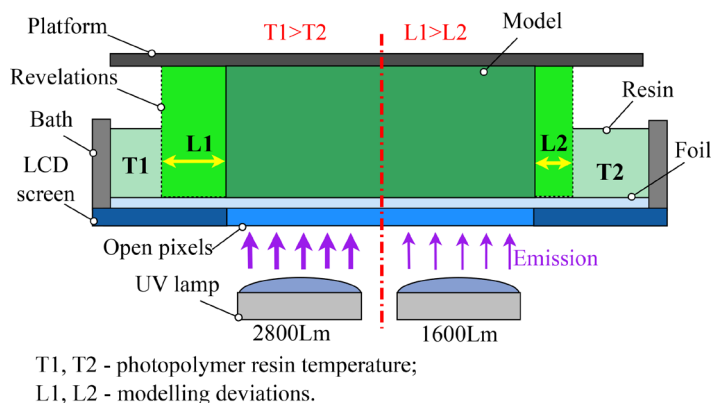 Platform
T1>T2
L1>L2
Model
Revelations
Resin
Bath
T1
L1
L2
T2
Foil
LCD
screen
Open pixels
Emission
UV lamp
2800Lm
1600Lm
T1, T2 - photopolymer resin temperature;
L1, L2 - modelling deviations.